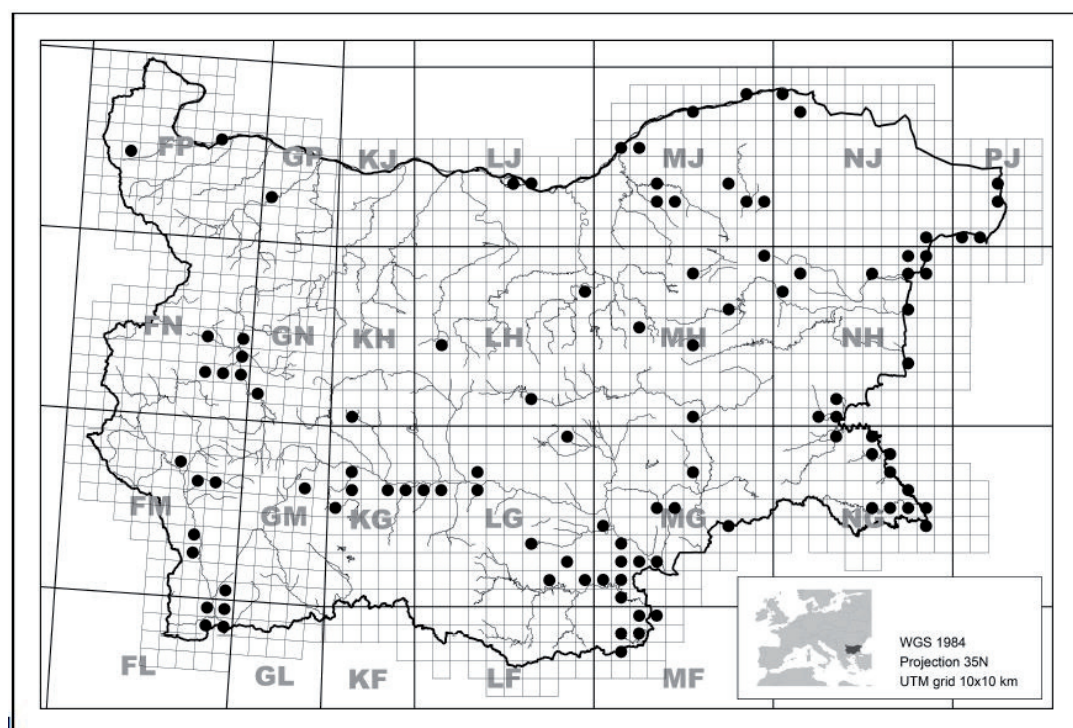 FP GP KJ LJ MJ NJ PJ
FN GN KH LH MH NH
FM GM KG LG MG NG
FL GL KF LF MF
WGS 1984
Projection 35N
UTM grid 10x10 km